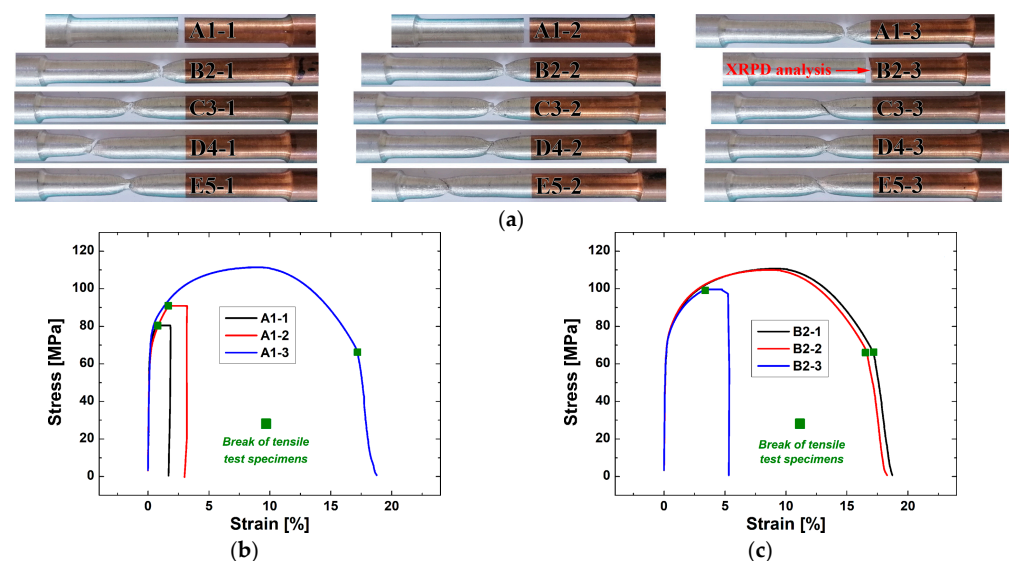 A1-1 A1-2 A1-3
B2-1 B2-2 XRPD analysis B2-3
C3-1 C3-2 C3-3
D4-1 D4-2 D4-3
E5-1 E5-2 E5-3
(a)
120
100
80
60
40
20
0
Stress [MPa]
A1-1
A1-2
A1-3
Break of tensile
test specimens
0 5 10 15 20
Strain [%]
(b)
120
100
80
60
40
20
0
Stress [MPa]
B2-1
B2-2
B2-3
Break of tensile
test specimens
0 5 10 15 20
Strain [%]
(c)